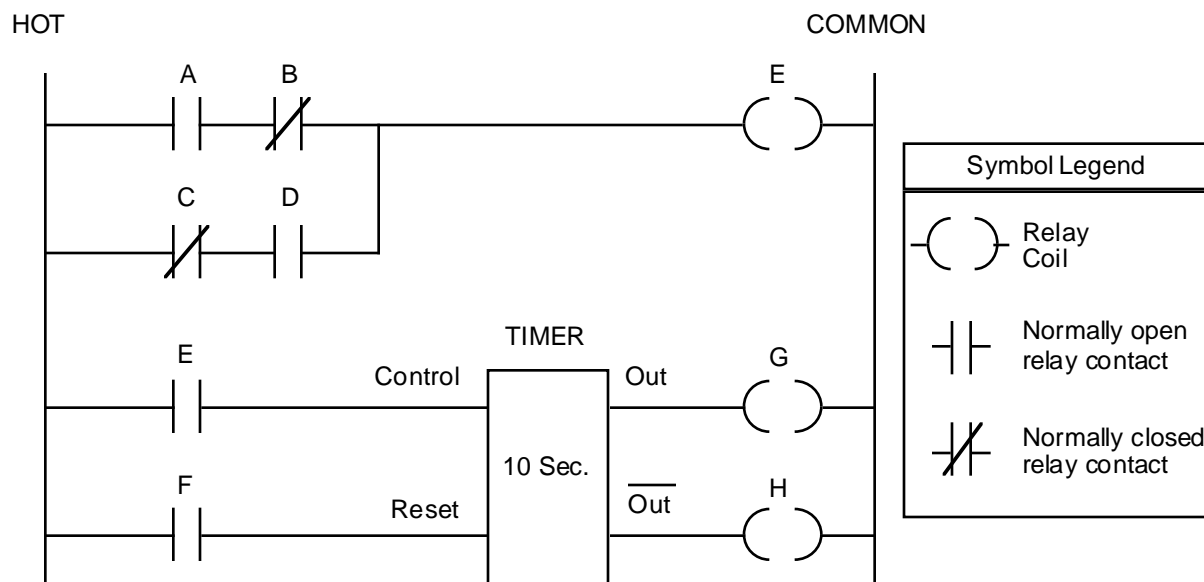 HOT
COMMON
A
B
E
C
D
Symbol Legend
Relay
Coil
Normally open
relay contact
Normally closed
relay contact
TIMER
E
Control
Out
G
10 Sec.
F
Reset
Out
H